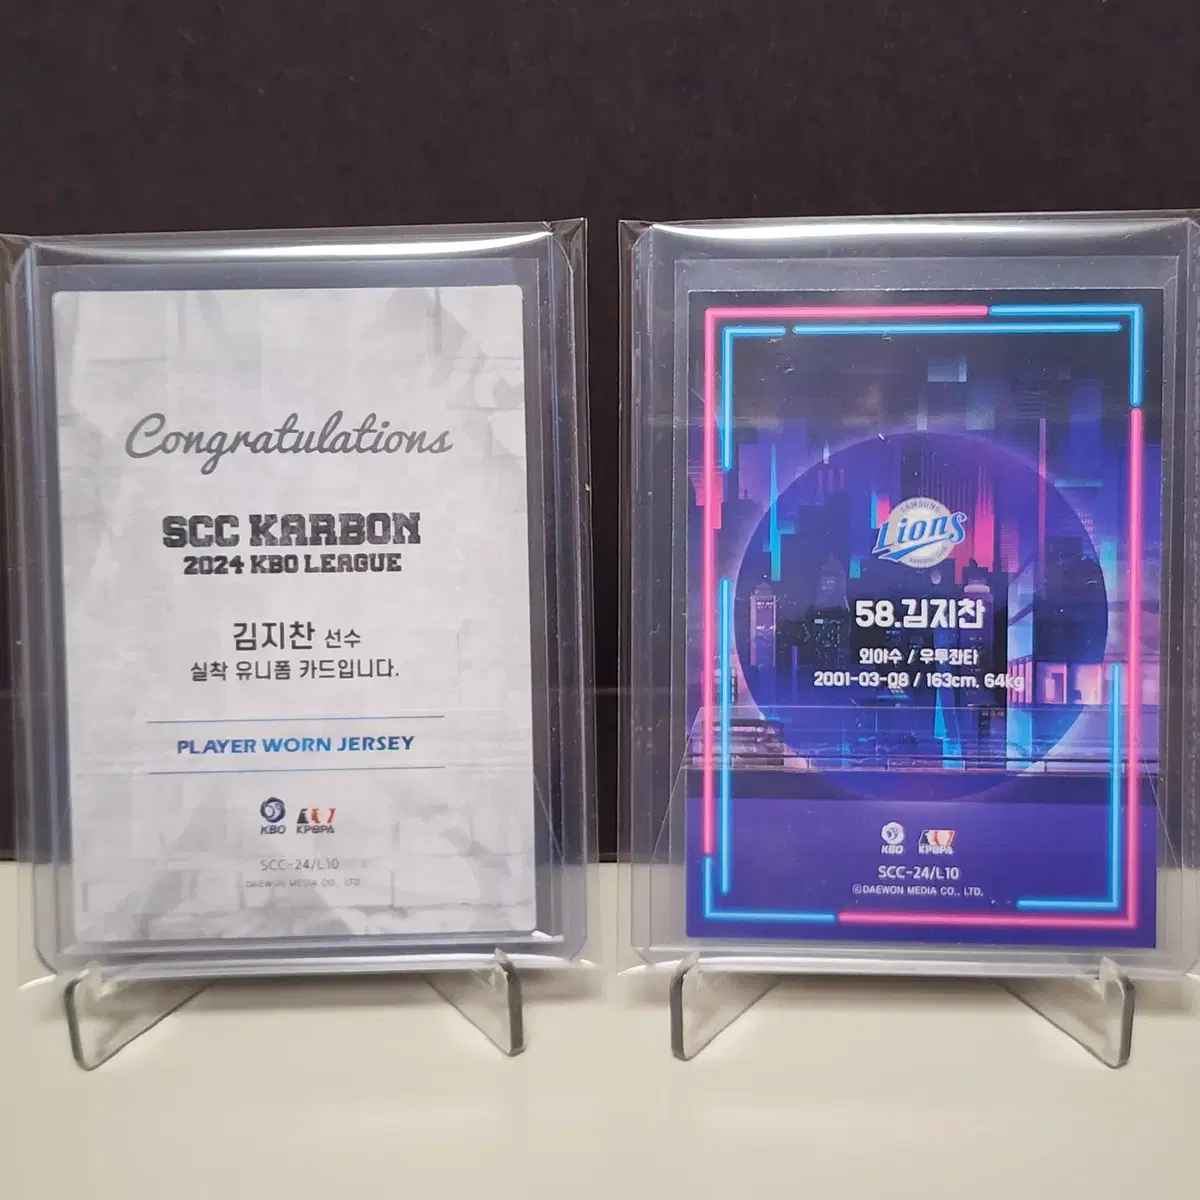 Congratulations
SCC KARBON
2024 KBO LEAGUE
김지찬 선수
실착 유니폼 카드입니다.
PLAYER WORN JERSEY
KBO KPBPA
SCC-24/L10
DAEWON MEDIA CO., LTD.
SAMSUNG
Lions
58.김지찬
외야수 / 우투좌타
2001-03-08 / 163cm, 64kg
KBO KPBPA
SCC-24/L10
©DAEWON MEDIA CO., LTD.